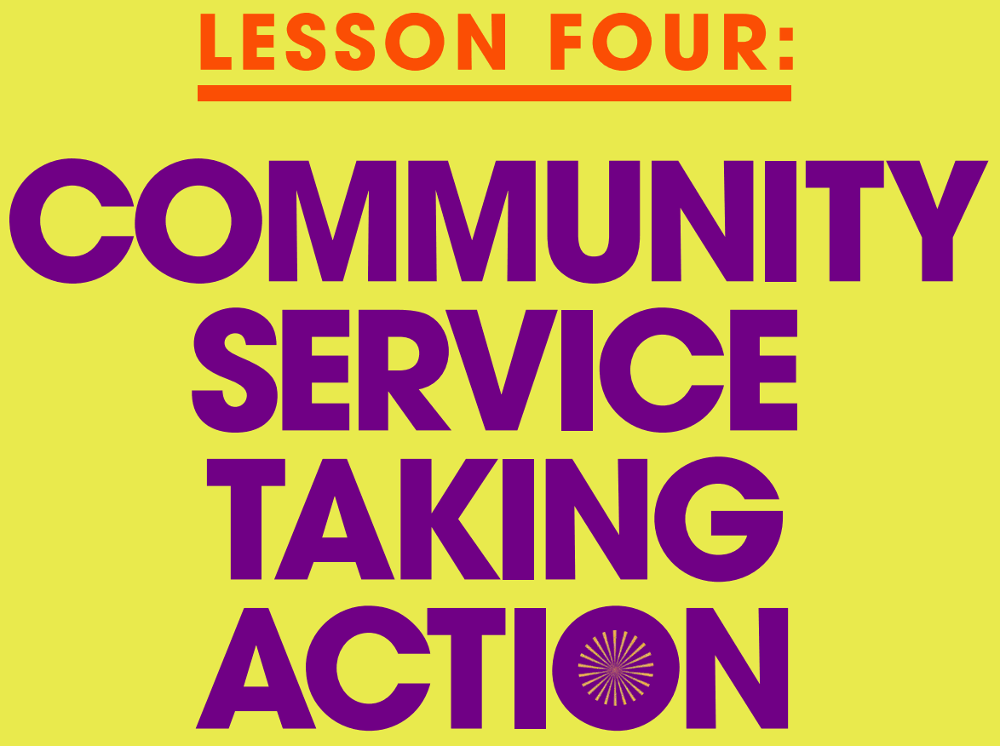 LESSON FOUR:
COMMUNITY
SERVICE
TAKING
ACTION